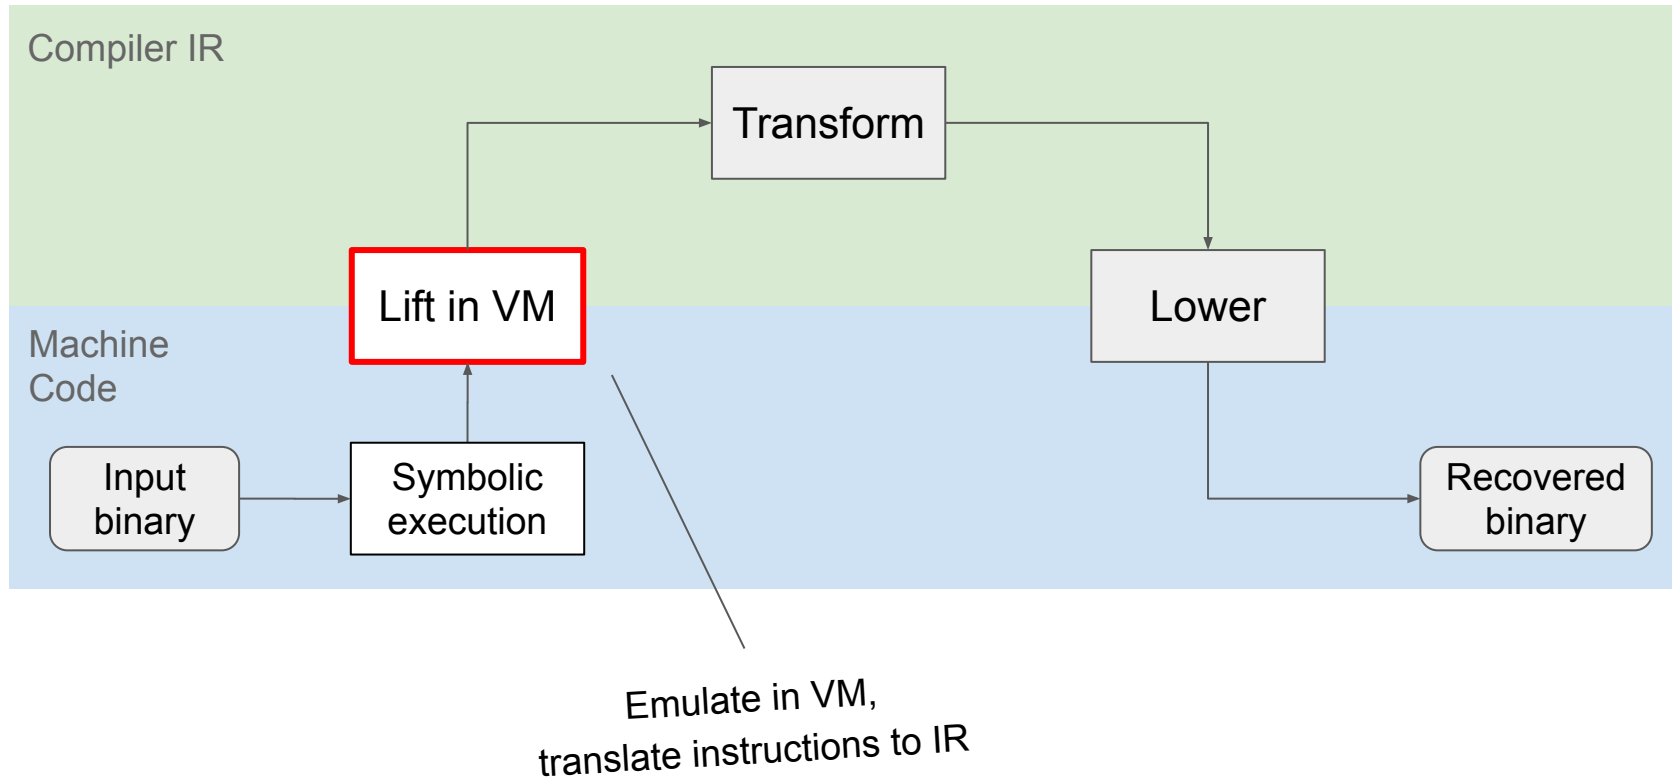 Compiler IR
Transform
Lift in VM
Lower
Machine
Code
Input
binary
Symbolic
execution
Recovered
binary
Emulate in VM,
translate instructions to IR